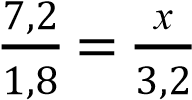 7,2/1,8 = x/3,2